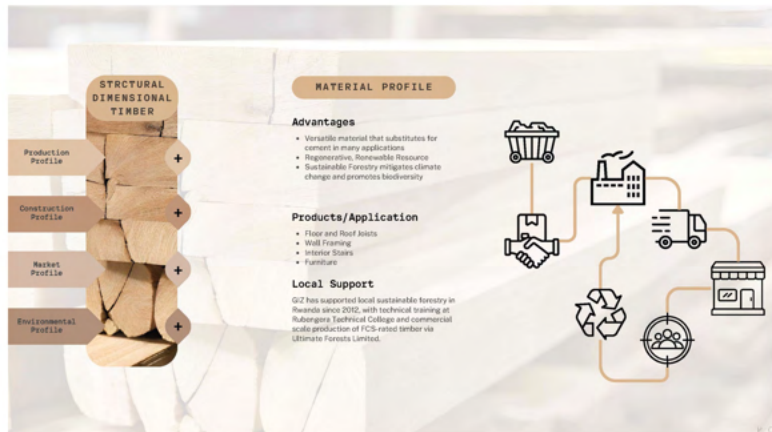 STRCTURAL
DIMENSIONAL
TIMBER
Production
Profile
Construction
Profile
Market
Profile
Environmental
Profile
+
+
+
+
MATERIAL PROFILE
Advantages
• Versatile material that substitutes for
cement in many applications
• Regenerative, Renewable Resource
• Sustainable Forestry mitigates climate
change and promotes biodiversity
Products/Application
• Floor and Roof Joists
• Wall Framing
• Interior Stairs
• Furniture
Local Support
GIZ has supported local sustainable forestry in
Rwanda since 2012, with technical training at
Rubengera Technical College and commercial
scale production of FCS-rated timber via
Ultimate Forests Limited.